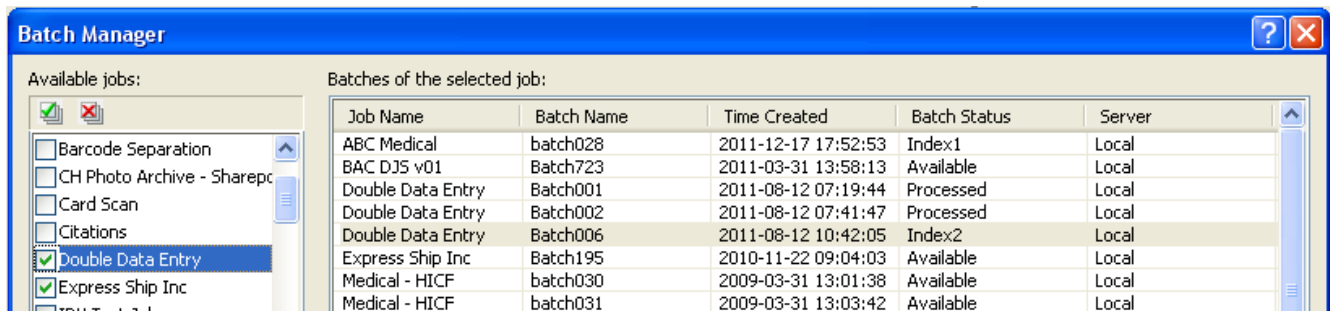 Batch Manager
Available jobs:
Batches of the selected job:
Barcode Separation
CH Photo Archive - Sharepo
Card Scan
Citations
Double Data Entry
Express Ship Inc
Job Name Batch Name Time Created Batch Status Server
ABC Medical batch028 2011-12-17 17:52:53 Index1 Local
BAC DJS v01 Batch723 2011-03-31 13:58:13 Available Local
Double Data Entry Batch001 2011-08-12 07:19:44 Processed Local
Double Data Entry Batch002 2011-08-12 07:41:47 Processed Local
Double Data Entry Batch006 2011-08-12 10:42:05 Index2 Local
Express Ship Inc Batch195 2010-11-22 09:04:03 Available Local
Medical - HICF batch030 2009-03-31 13:01:38 Available Local
Medical - HICF batch031 2009-03-31 13:03:42 Available Local